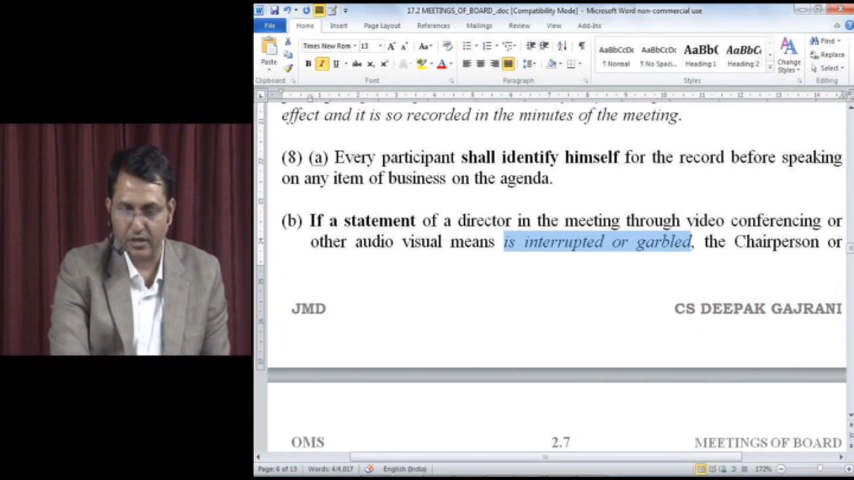 17.2 MEETINGS_OF_BOARD_.doc [Compatibility Mode] - Microsoft Word non-commercial use
File Home Insert Page Layout References Mailings Review View Add-Ins
Paste
Clipboard
Times New Rom 13
Font
Paragraph
AaBbCcDc AaBbCcDc AaBbC AaBbC
¶ Normal ¶ No Spaci... Heading 1 Heading 2
Styles
Change Styles
Find
Replace
Select
Editing
effect and it is so recorded in the minutes of the meeting.
(8) (a) Every participant shall identify himself for the record before speaking
on any item of business on the agenda.
(b) If a statement of a director in the meeting through video conferencing or
other audio visual means is interrupted or garbled, the Chairperson or
JMD CS DEEPAK GAJRANI
OMS 2.7 MEETINGS OF BOARD
Page: 6 of 13 Words: 4/4,017 English (India) 172%